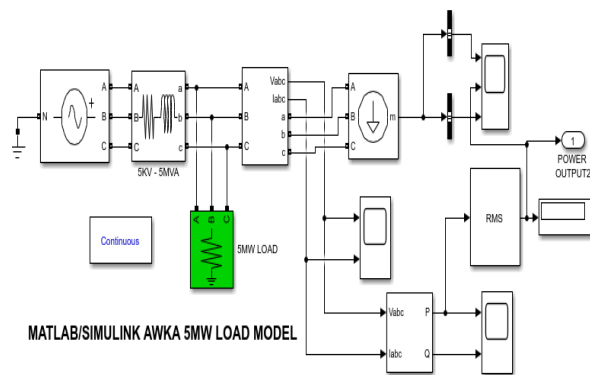 N
A
B
C
A
B
C
a
b
c
5KV - 5MVA
A
B
C
Vabc
Iabc
a
b
c
A
B
C
m
1
POWER
OUTPUT2
RMS
Continuous
A
B
C
5MW LOAD
Vabc
Iabc
P
Q
MATLAB/SIMULINK AWKA 5MW LOAD MODEL